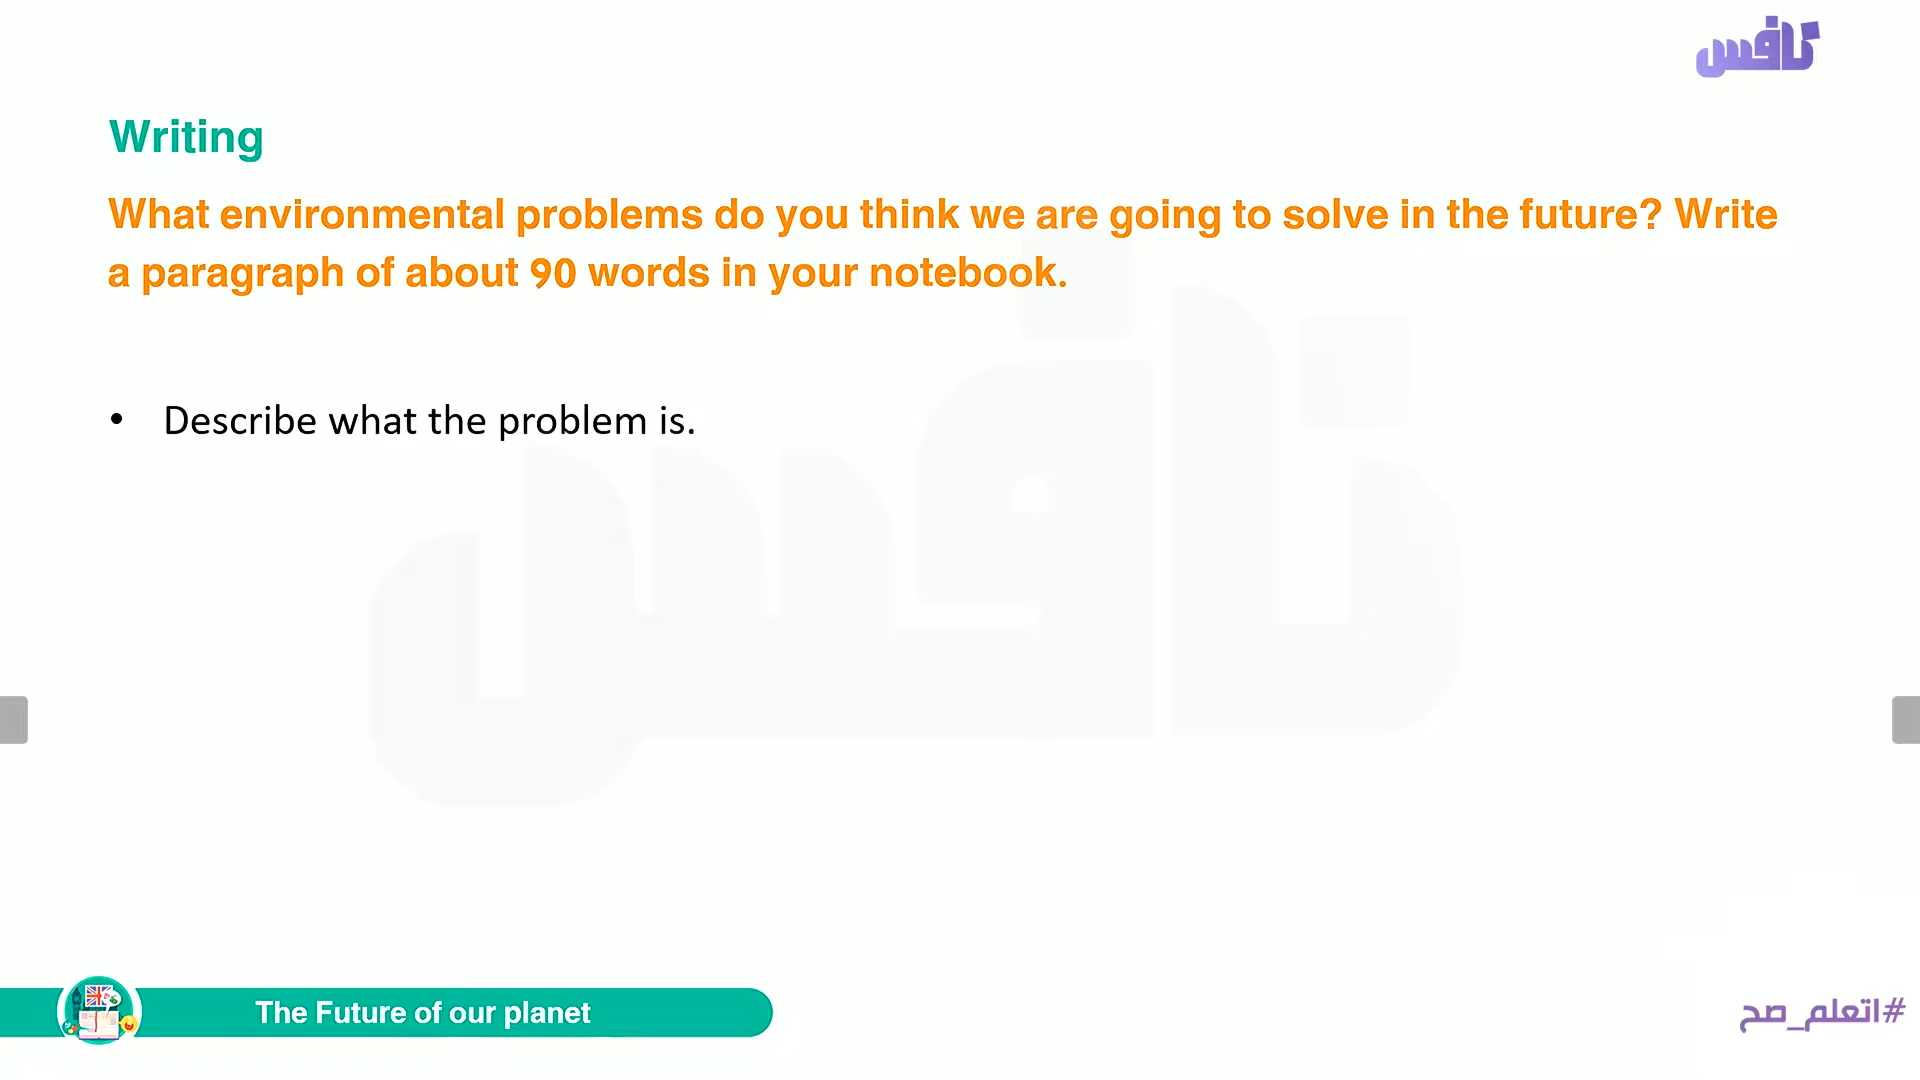 نافس
Writing
What environmental problems do you think we are going to solve in the future? Write
a paragraph of about 90 words in your notebook.
• Describe what the problem is.
The Future of our planet
#اتعلم_صح